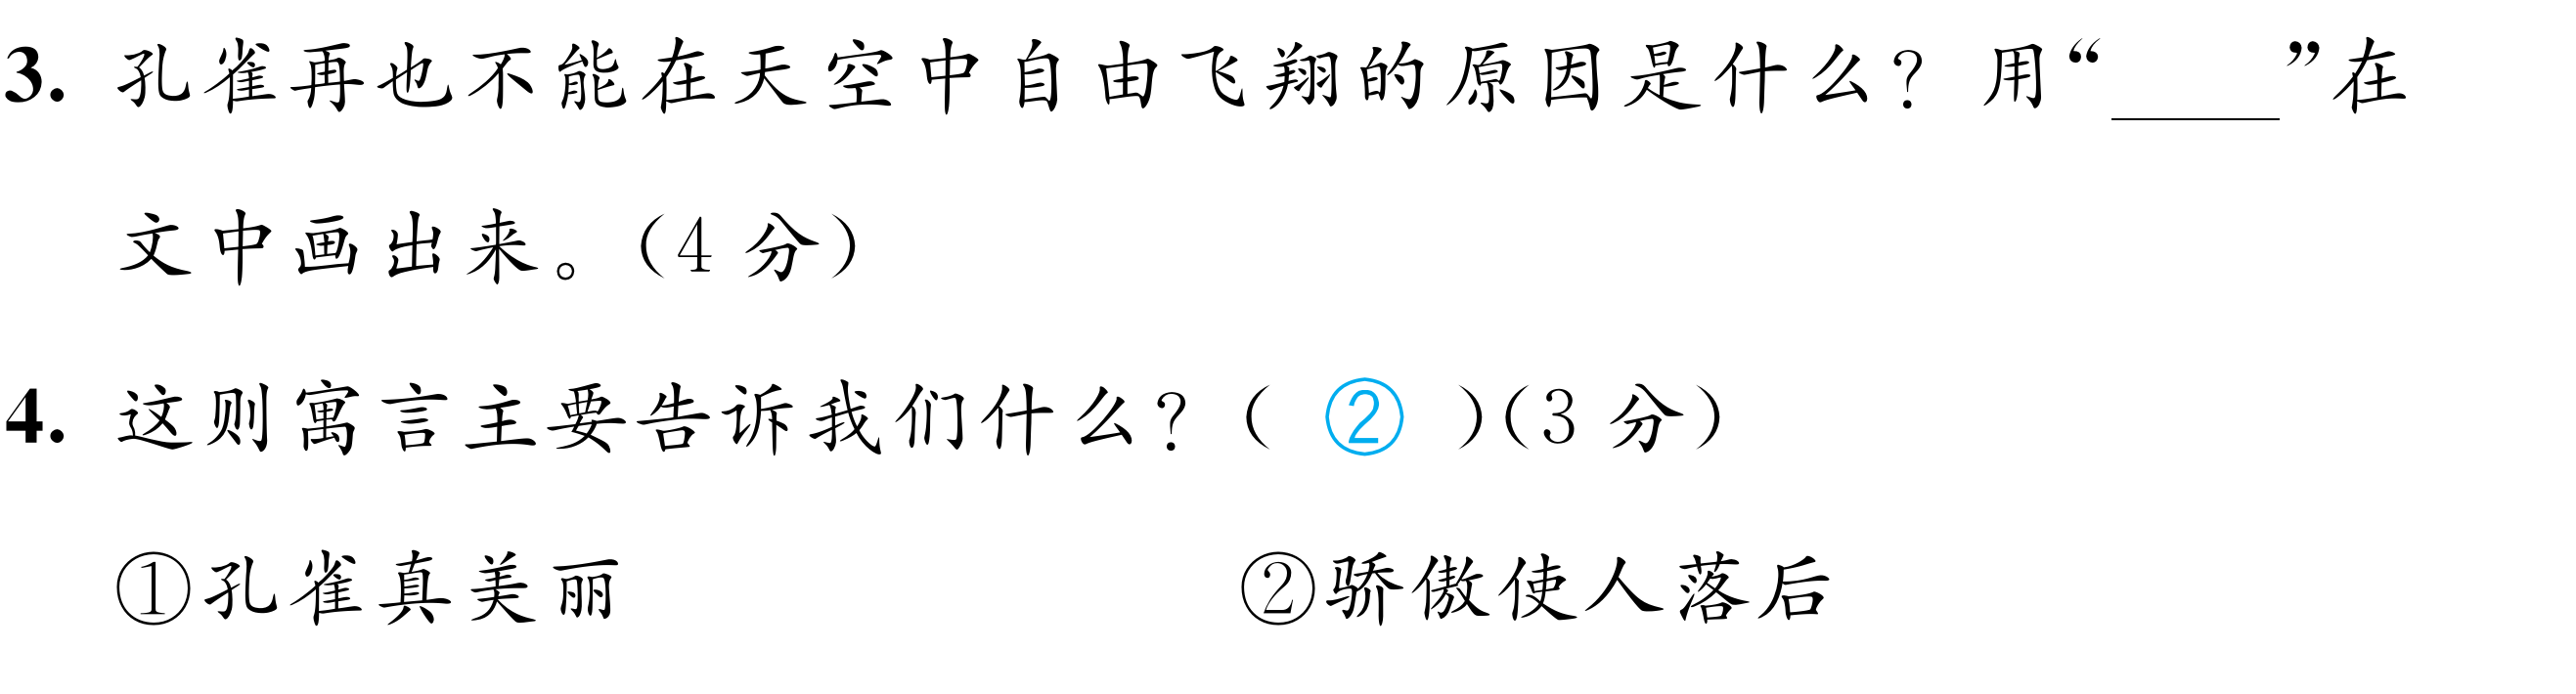 3. 孔雀再也不能在天空中自由飞翔的原因是什么？用“______”在
文中画出来。（4 分）
4. 这则寓言主要告诉我们什么？（ ② ）（3 分）
①孔雀真美丽 ②骄傲使人落后